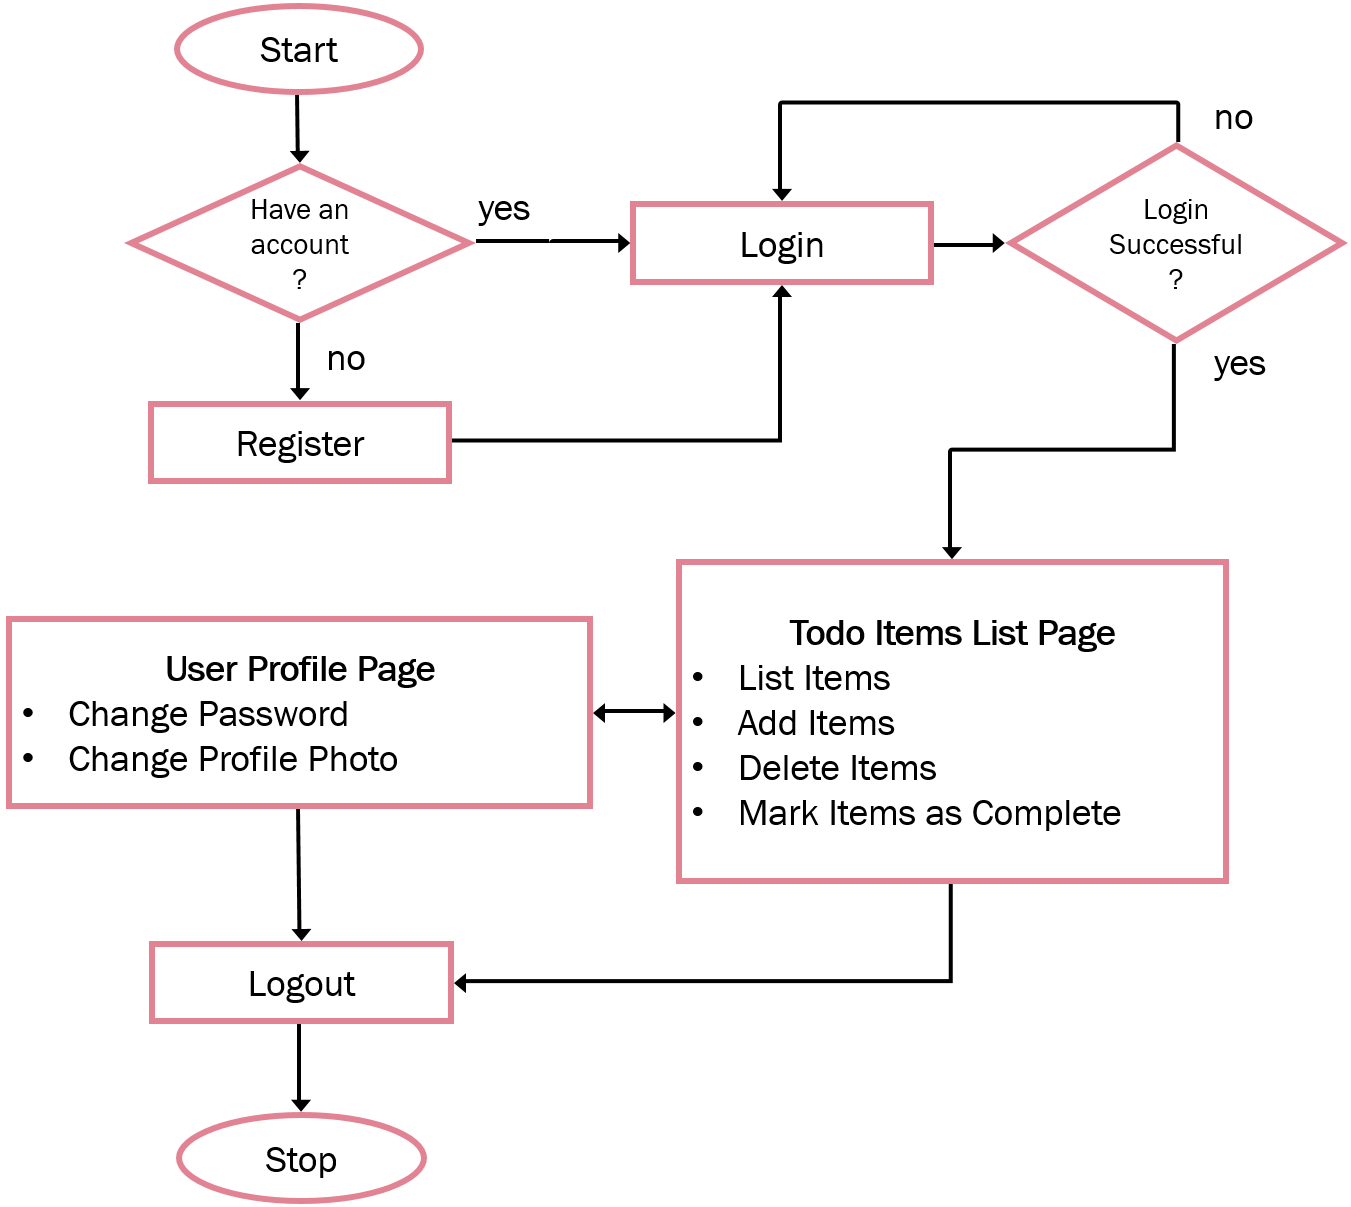 Start
Have an
account
?
yes
no
Register
Login
Login
Successful
?
no
yes
Todo Items List Page
• List Items
• Add Items
• Delete Items
• Mark Items as Complete
User Profile Page
• Change Password
• Change Profile Photo
Logout
Stop